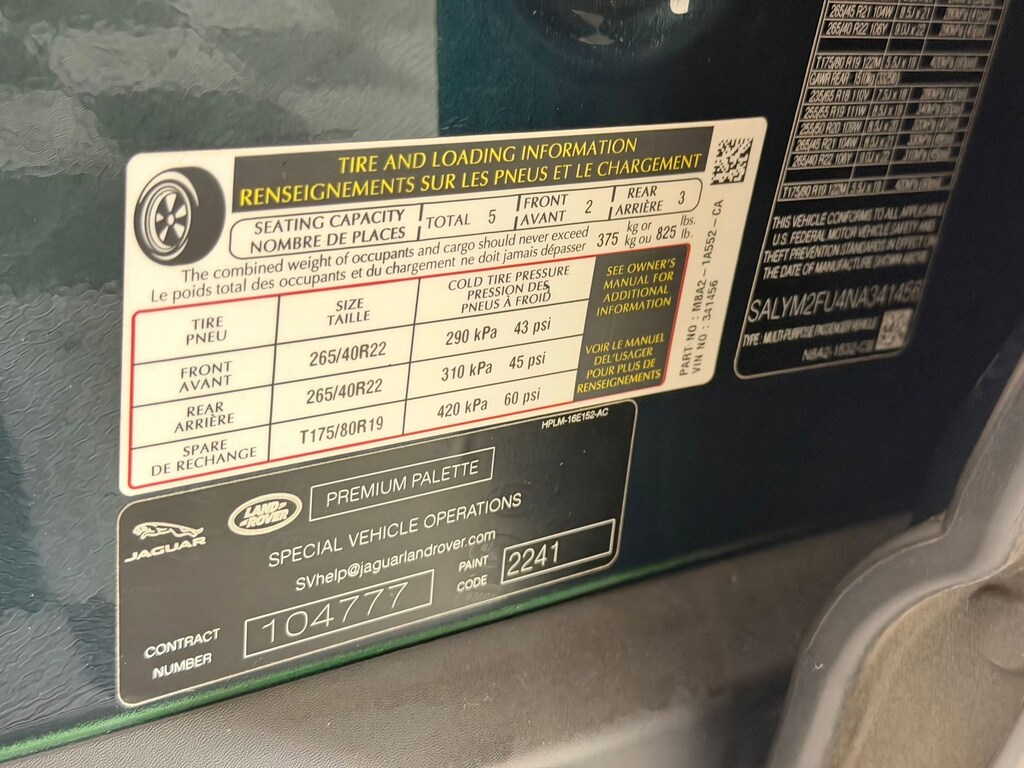 TIRE AND LOADING INFORMATION
RENSEIGNEMENTS SUR LES PNEUS ET LE CHARGEMENT
SEATING CAPACITY
NOMBRE DE PLACES
TOTAL 5
FRONT
AVANT 2
REAR
ARRIÈRE 3
The combined weight of occupants and cargo should never exceed 375 kg or 825 lbs.
Le poids total des occupants et du chargement ne doit jamais dépasser 375 kg ou 825 lb.
TIRE
PNEU
SIZE
TAILLE
COLD TIRE PRESSURE
PRESSION DES
PNEUS À FROID
SEE OWNER'S
MANUAL FOR
ADDITIONAL
INFORMATION
FRONT
AVANT
265/40R22
290 kPa 43 psi
REAR
ARRIÈRE
265/40R22
310 kPa 45 psi
VOIR LE MANUEL
DEL'USAGER
POUR PLUS DE
RENSEIGNEMENTS
SPARE
DE RECHANGE
T175/80R19
420 kPa 60 psi
PART NO : M8A2-1A552-CA
VIN NO : 341456
HPLM-16E152-AC
JAGUAR
LAND ROVER
PREMIUM PALETTE
SPECIAL VEHICLE OPERATIONS
SVhelp@jaguarlandrover.com
CONTRACT
NUMBER
104777
PAINT
CODE
2241
265/45 R21 104W
265/40 R22 106Y
T175/80 R19 122M
THIS VEHICLE CONFORMS TO ALL APPLICABLE
U.S. FEDERAL MOTOR VEHICLE SAFETY AND
THEFT PREVENTION STANDARDS IN EFFECT ON
THE DATE OF MANUFACTURE SHOWN ABOVE
SALYM2FU4NA341456
TYPE: MULTI-PURPOSE PASSENGER VEHICLE